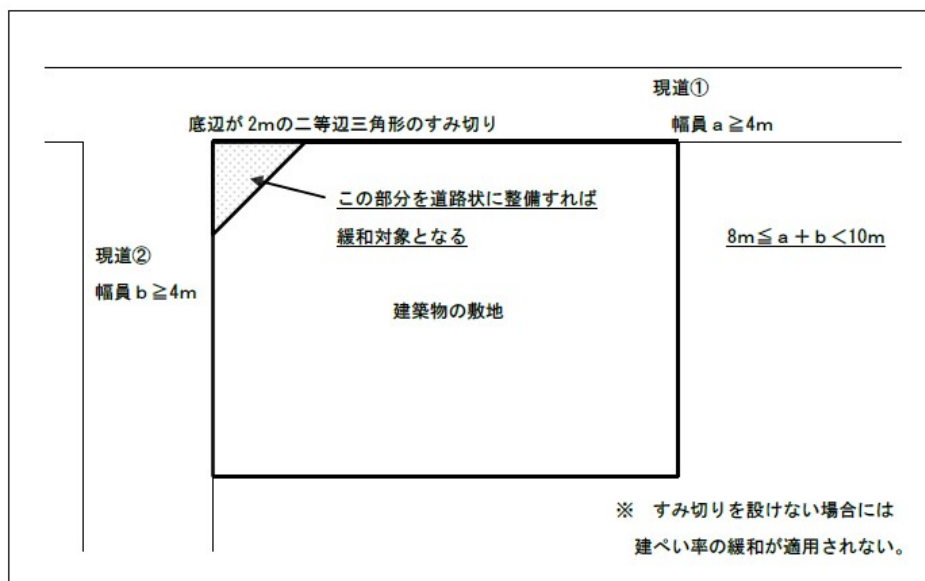 現道①
幅員ａ≧4ｍ
底辺が 2ｍの二等辺三角形のすみ切り
この部分を道路状に整備すれば
緩和対象となる
8ｍ≦ａ＋ｂ＜10ｍ
現道②
幅員ｂ≧4ｍ
建築物の敷地
※　すみ切りを設けない場合には
建ぺい率の緩和が適用されない。